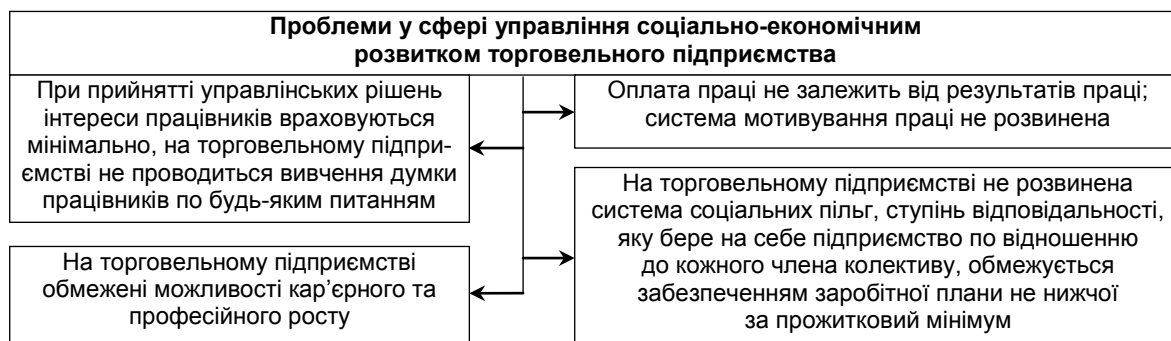 Проблеми у сфері управління соціально-економічним
розвитком торговельного підприємства
При прийнятті управлінських рішень
інтереси працівників враховуються
мінімально, на торговельному підпри-
ємстві не проводиться вивчення думки
працівників по будь-яким питанням
Оплата праці не залежить від результатів праці;
система мотивування праці не розвинена
На торговельному підприємстві
обмежені можливості кар’єрного та
професійного росту
На торговельному підприємстві не розвинена
система соціальних пільг, ступінь відповідальності,
яку бере на себе підприємство по відношенню
до кожного члена колективу, обмежується
забезпеченням заробітної плани не нижчої
за прожитковий мінімум